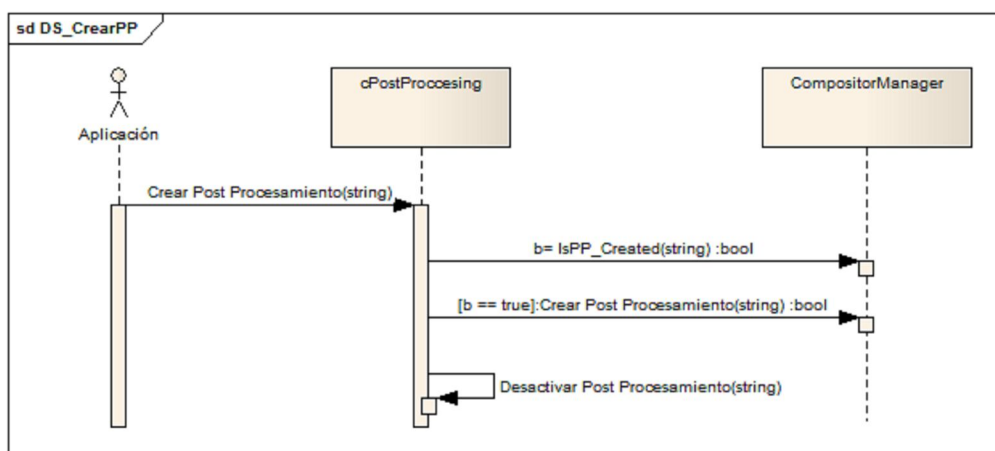 sd DS_CrearPP
cPostProccesing
CompositorManager
Aplicación
Crear Post Procesamiento(string)
b= IsPP_Created(string) :bool
[b == true]:Crear Post Procesamiento(string) :bool
Desactivar Post Procesamiento(string)